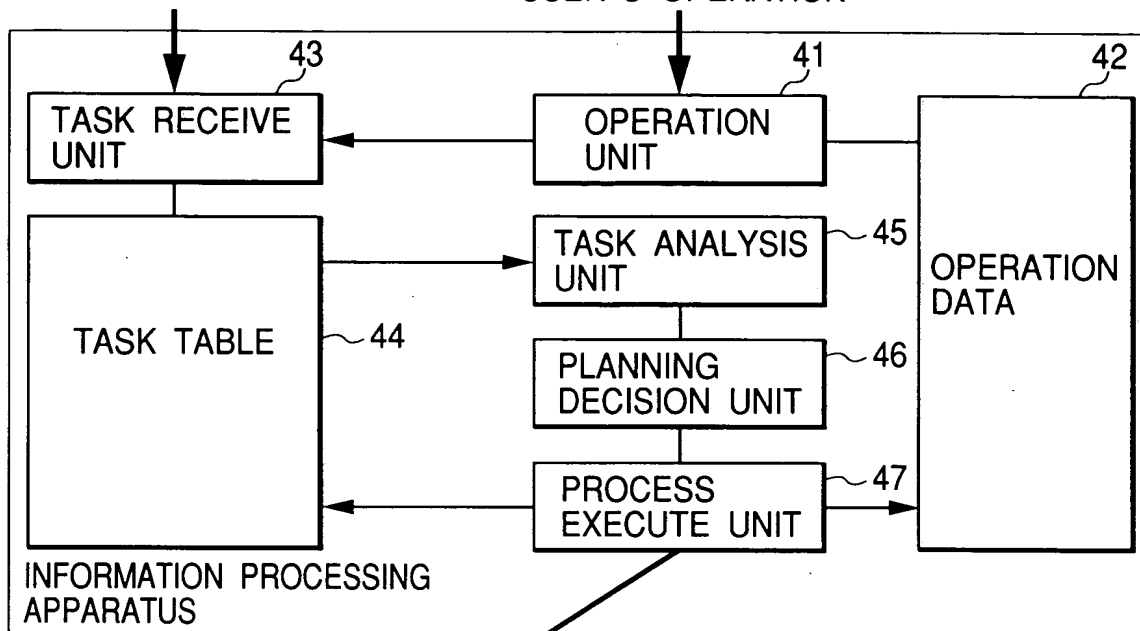 43
41
42
TASK RECEIVE
UNIT
OPERATION
UNIT
TASK ANALYSIS
UNIT
45
OPERATION
DATA
TASK TABLE
44
PLANNING
DECISION UNIT
46
PROCESS
EXECUTE UNIT
47
INFORMATION PROCESSING
APPARATUS